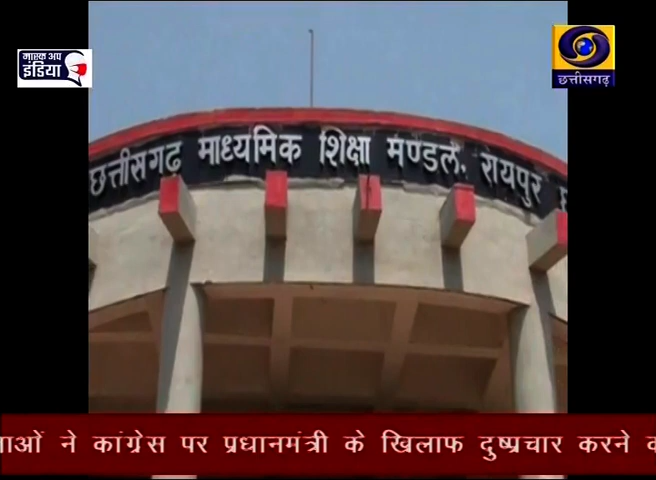 मास्क अप
इंडिया
छत्तीसगढ़
छत्तीसगढ़ माध्यमिक शिक्षा मण्डल, रायपुर
ने कांग्रेस पर प्रधानमंत्री के खिलाफ दुष्प्रचार करने